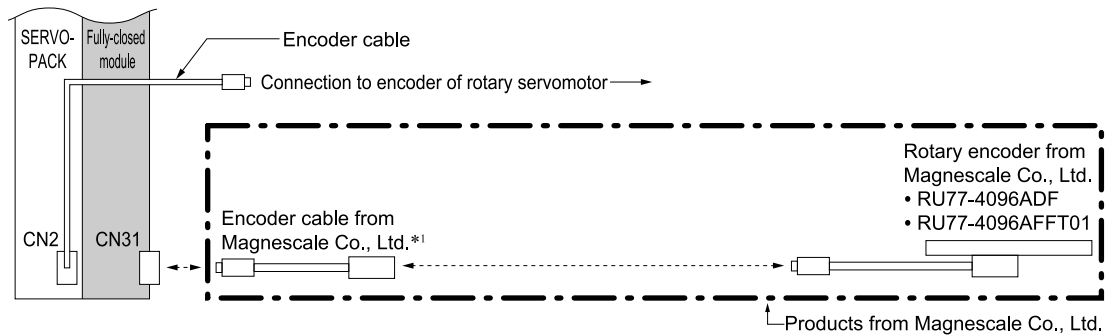 SERVO-
PACK
Fully-closed
module
Encoder cable
Connection to encoder of rotary servomotor
Rotary encoder from
Magnescale Co., Ltd.
• RU77-4096ADF
• RU77-4096AFFT01
CN2
CN31
Encoder cable from
Magnescale Co., Ltd.*1
Products from Magnescale Co., Ltd.